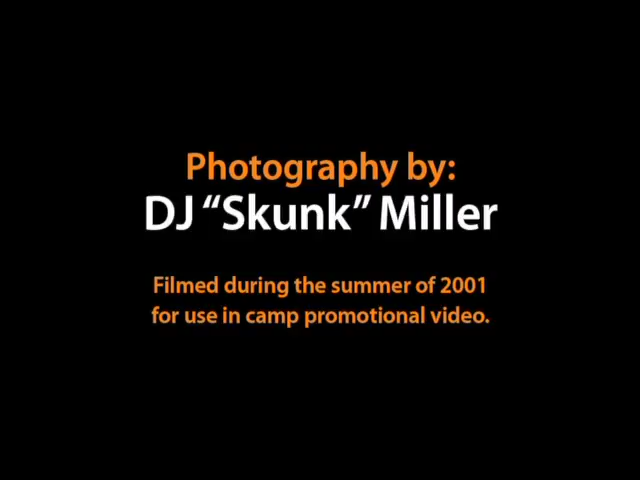 Photography by:
DJ “Skunk” Miller
Filmed during the summer of 2001
for use in camp promotional video.